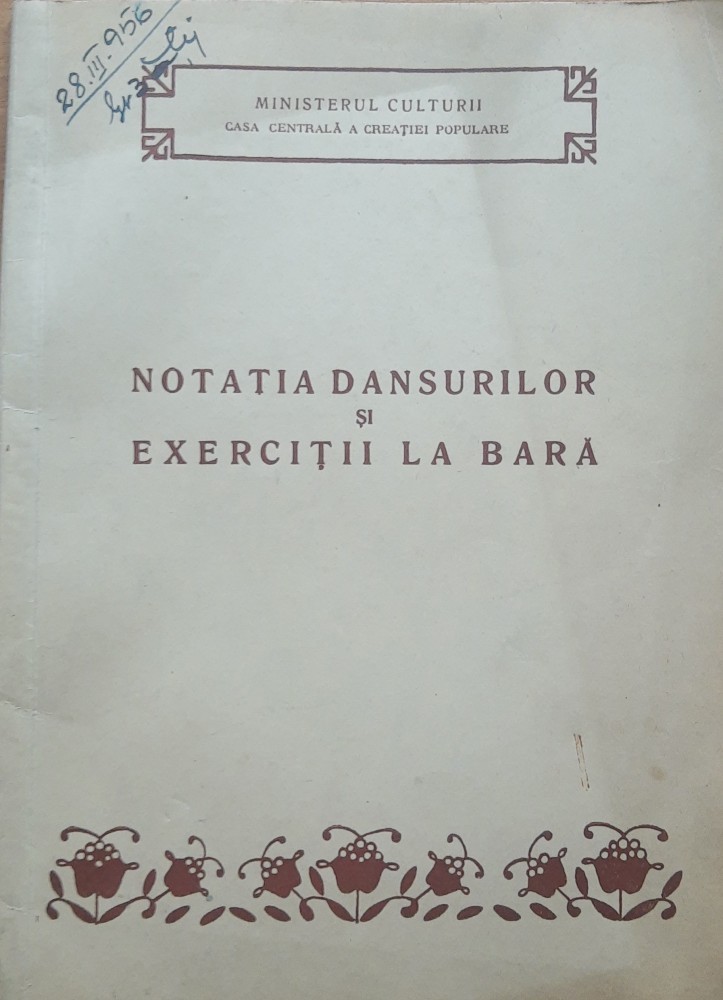 28.III.956
MINISTERUL CULTURII
CASA CENTRALĂ A CREAȚIEI POPULARE
NOTAȚIA DANSURILOR
ȘI
EXERCIȚII LA BARĂ